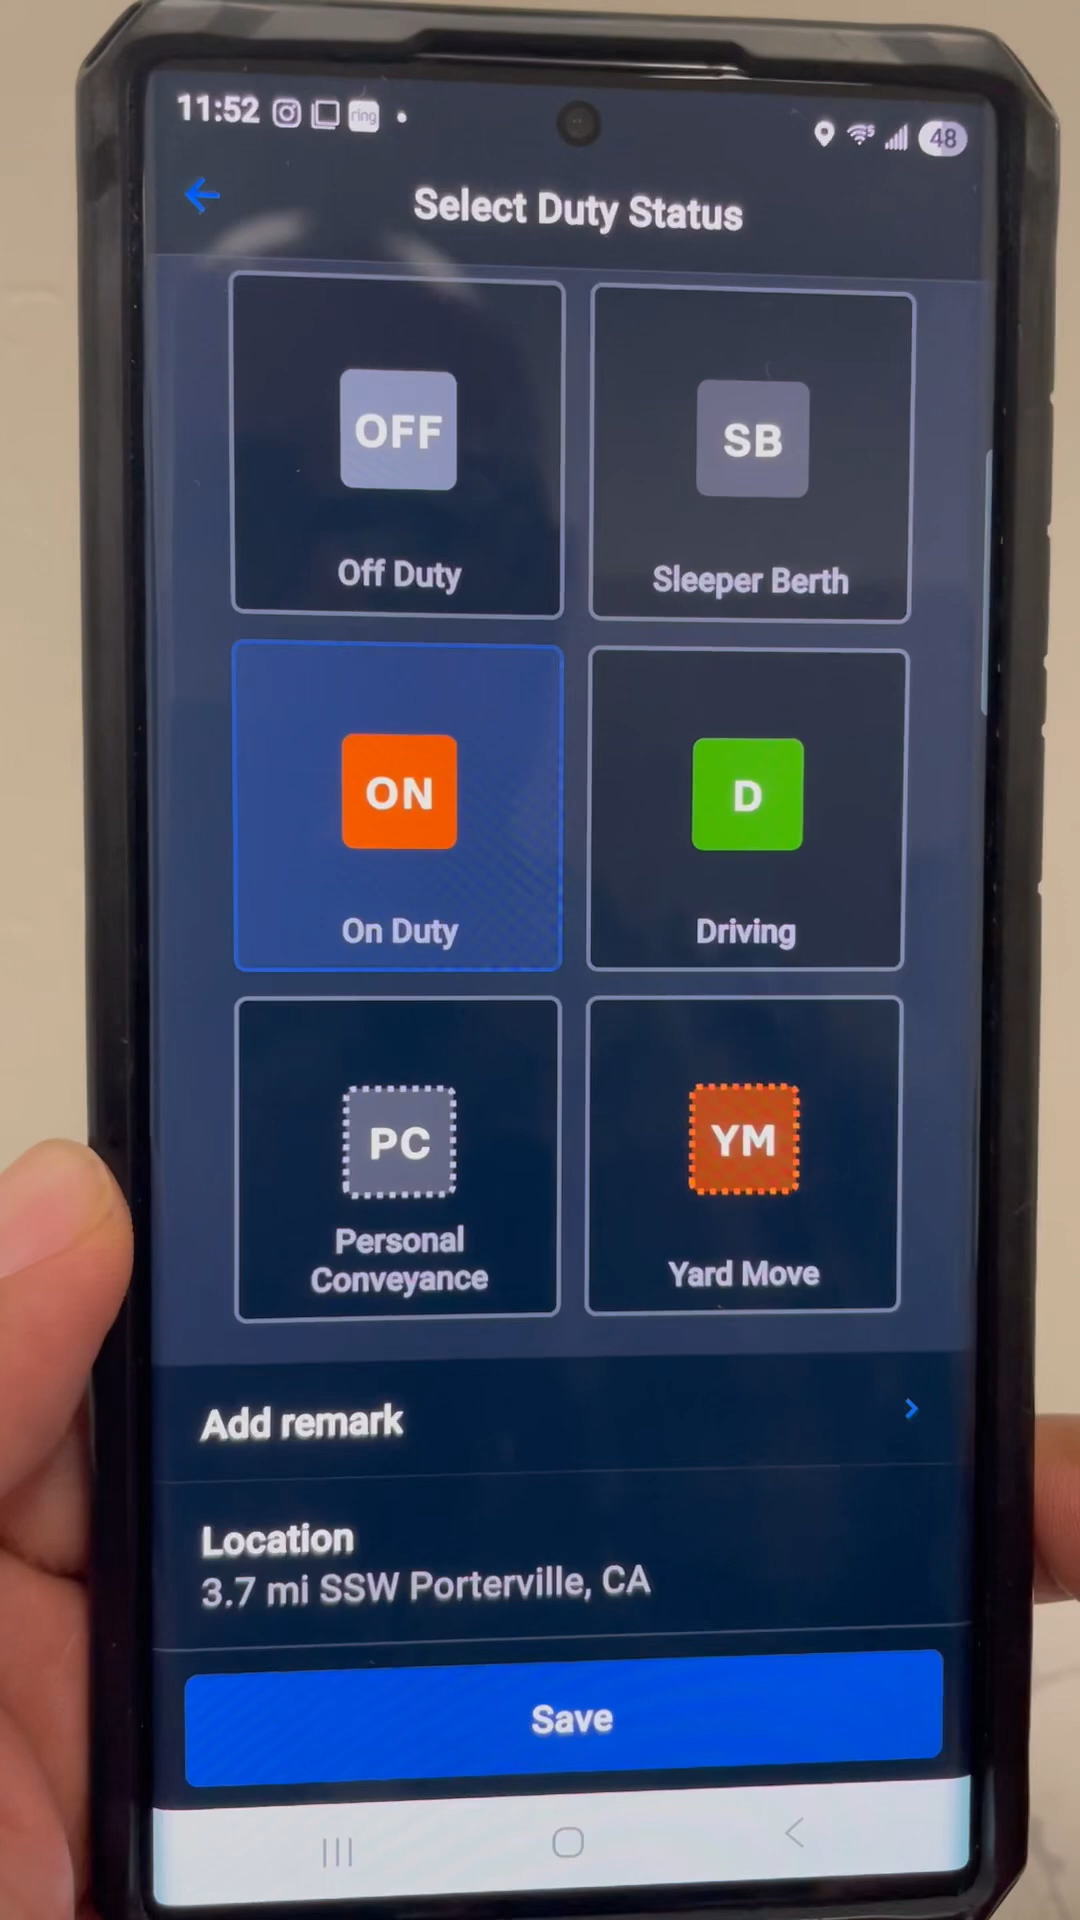 11:52
ring
48
Select Duty Status
OFF
Off Duty
SB
Sleeper Berth
ON
On Duty
D
Driving
PC
Personal
Conveyance
YM
Yard Move
Add remark
Location
3.7 mi SSW Porterville, CA
Save